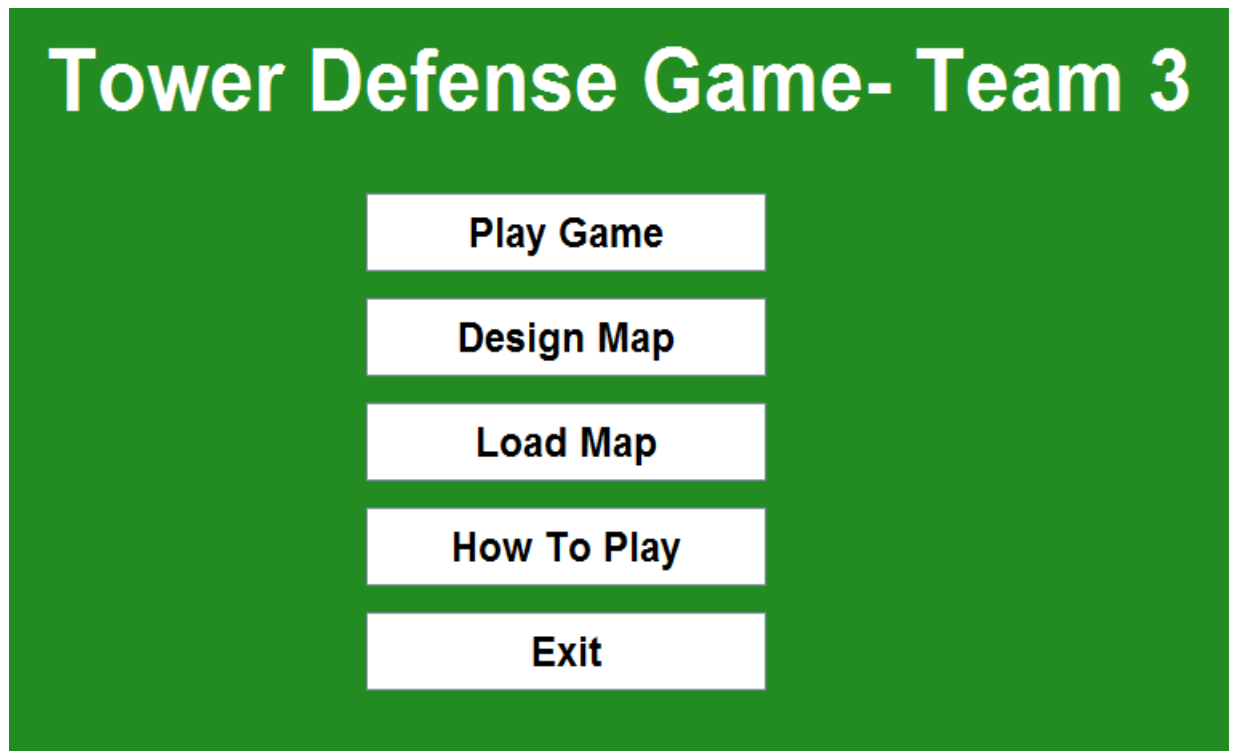 Tower Defense Game- Team 3
Play Game
Design Map
Load Map
How To Play
Exit